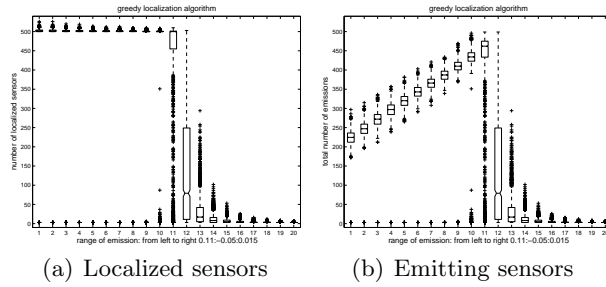 greedy localization algorithm
number of localized sensors
500
450
400
350
300
250
200
150
100
50
0
1 2 3 4 5 6 7 8 9 10 11 12 13 14 15 16 17 18 19 20
range of emission: from left to right 0.11:−0.05:0.015
(a) Localized sensors
greedy localization algorithm
total number of emissions
500
450
400
350
300
250
200
150
100
50
0
1 2 3 4 5 6 7 8 9 10 11 12 13 14 15 16 17 18 19 20
range of emission: from left to right 0.11:−0.05:0.015
(b) Emitting sensors